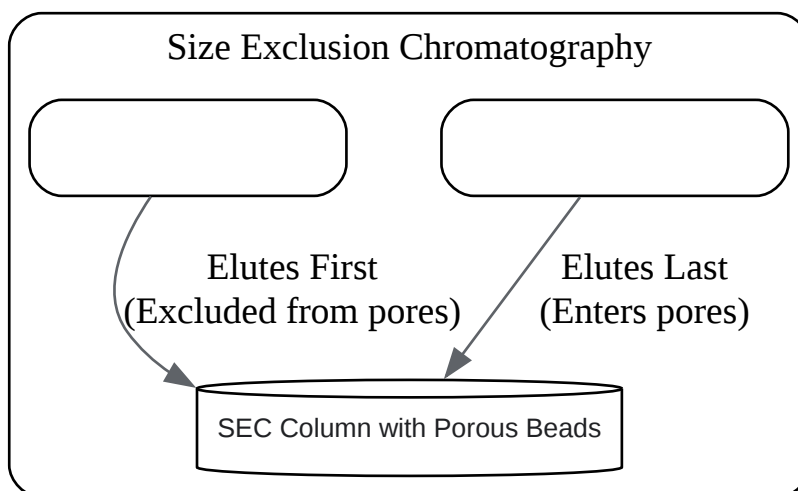 Size Exclusion Chromatography
Elutes First
(Excluded from pores)
Elutes Last
(Enters pores)
SEC Column with Porous Beads